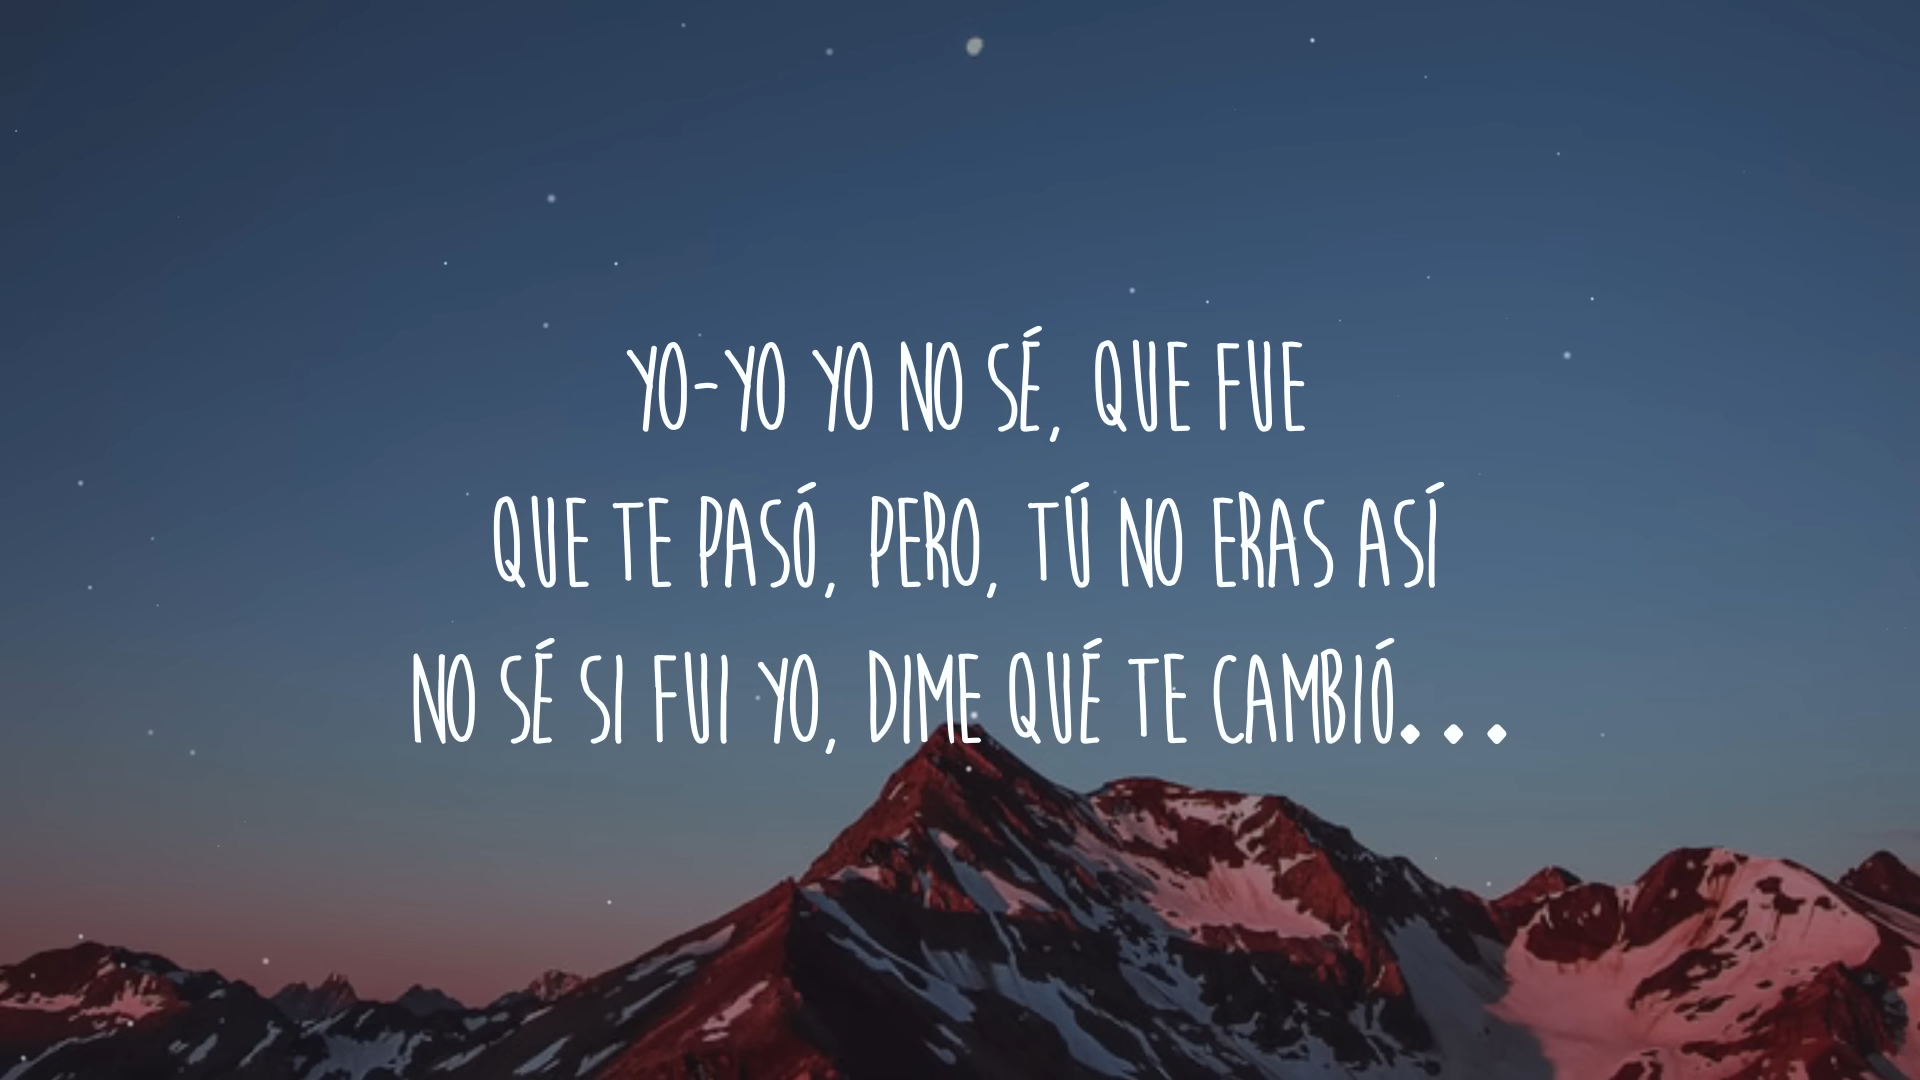 YO-YO YO NO SÉ, QUE FUE
QUE TE PASÓ, PERO, TÚ NO ERAS ASÍ
NO SÉ SI FUI YO, DIME QUÉ TE CAMBIÓ...